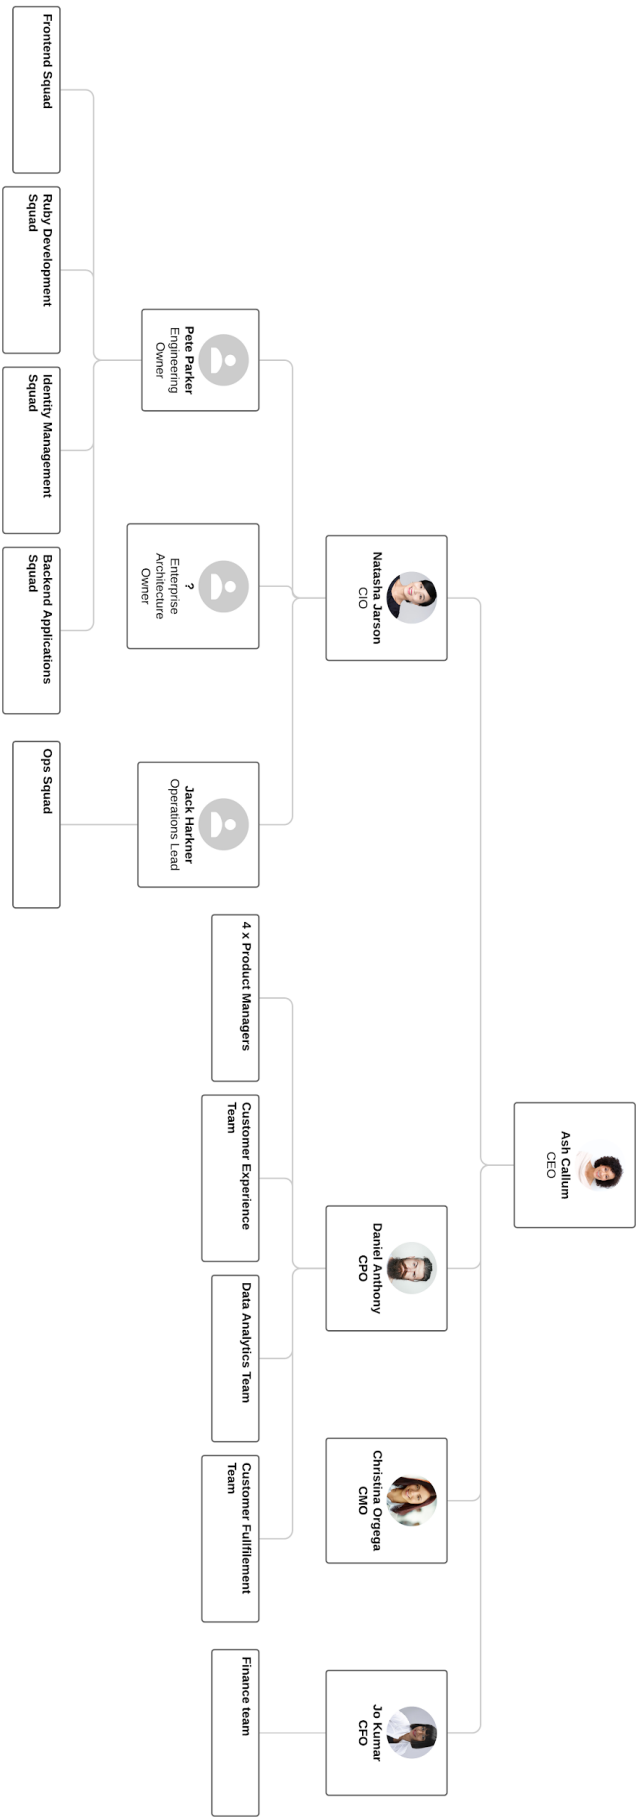 Ash Callum
CEO
Natasha Jarson
CIO
Daniel Anthony
CPO
Christina Orgega
CMO
Jo Kumar
CFO
Pete Parker
Engineering
Owner
?
Enterprise
Architecture
Owner
Jack Harkner
Operations Lead
4 x Product Managers
Customer Experience
Team
Data Analytics Team
Customer Fullfilement
Team
Finance team
Frontend Squad
Ruby Development
Squad
Identity Management
Squad
Backend Applications
Squad
Ops Squad